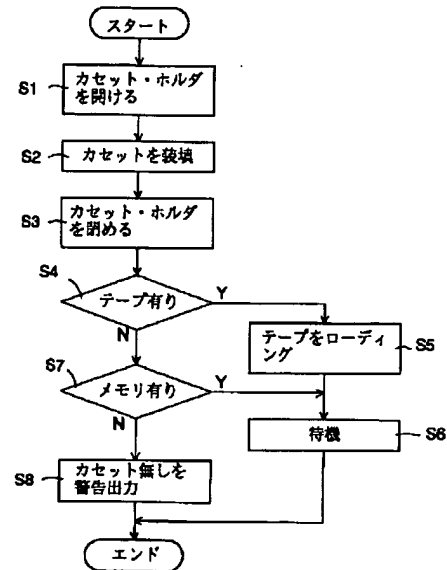 スタート
S1
カセット・ホルダ
を開ける
S2
カセットを装填
S3
カセット・ホルダ
を閉める
S4
テープ有り
Y
N
テープをローディ
ング
S5
S7
メモリ有り
Y
N
待機
S6
S8
カセット無しを
警告出力
エンド